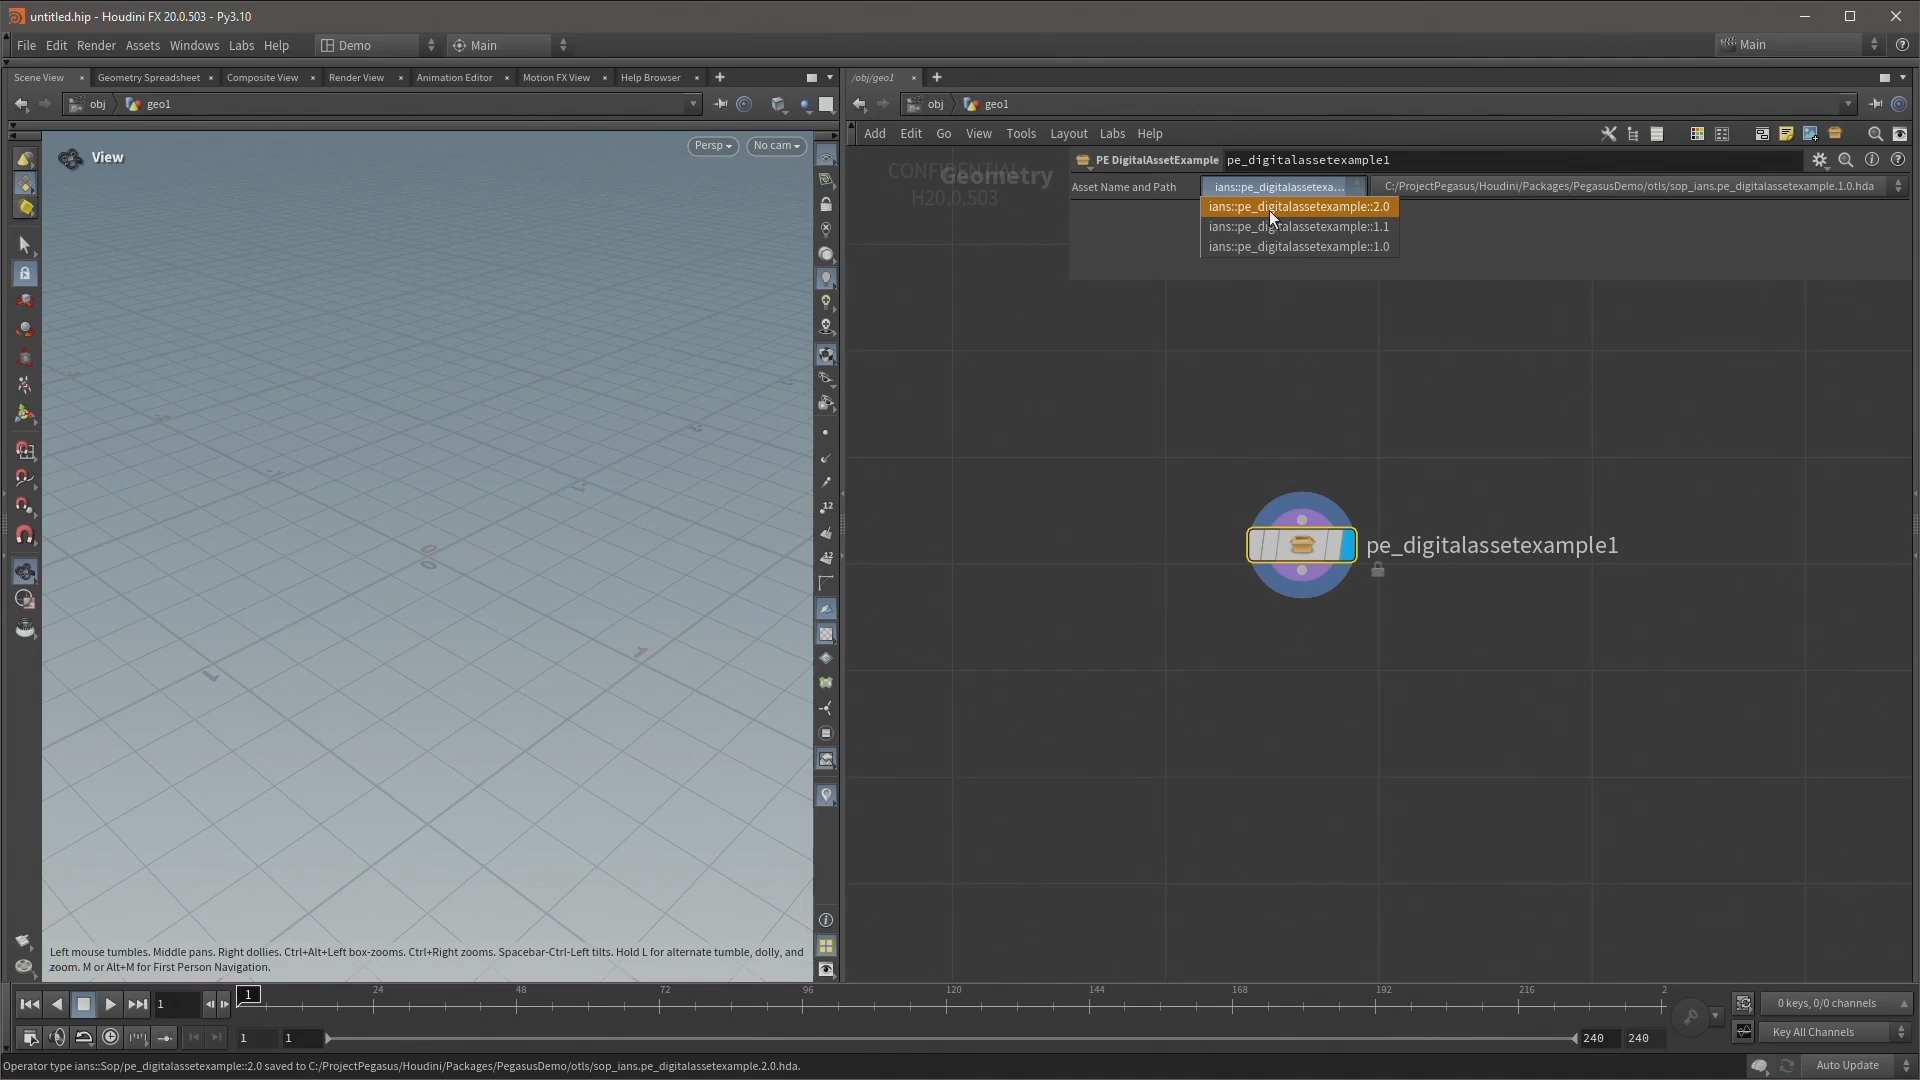 untitled.hip - Houdini FX 20.0.503 - Py3.10
File Edit Render Assets Windows Labs Help Demo Main Main
Scene View Geometry Spreadsheet Composite View Render View Animation Editor Motion FX View Help Browser
/obj/geo1
obj geo1
obj geo1
Add Edit Go View Tools Layout Labs Help
View
Persp
No cam
CONFIDENTIAL
H20.0.503
Geometry
PE DigitalAssetExample pe_digitalassetexample1
Asset Name and Path ians::pe_digitalassetexa... C:/ProjectPegasus/Houdini/Packages/PegasusDemo/otls/sop_ians.pe_digitalassetexample.1.0.hda
ians::pe_digitalassetexample::2.0
ians::pe_digitalassetexample::1.1
ians::pe_digitalassetexample::1.0
pe_digitalassetexample1
12
12
0
0
1
1
Left mouse tumbles. Middle pans. Right dollies. Ctrl+Alt+Left box-zooms. Ctrl+Right zooms. Spacebar-Ctrl-Left tilts. Hold L for alternate tumble, dolly, and
zoom. M or Alt+M for First Person Navigation.
1 1 24 48 72 96 120 144 168 192 216 2
0 keys, 0/0 channels
1 1 240 240
Key All Channels
Operator type ians::Sop/pe_digitalassetexample::2.0 saved to C:/ProjectPegasus/Houdini/Packages/PegasusDemo/otls/sop_ians.pe_digitalassetexample.2.0.hda.
Auto Update